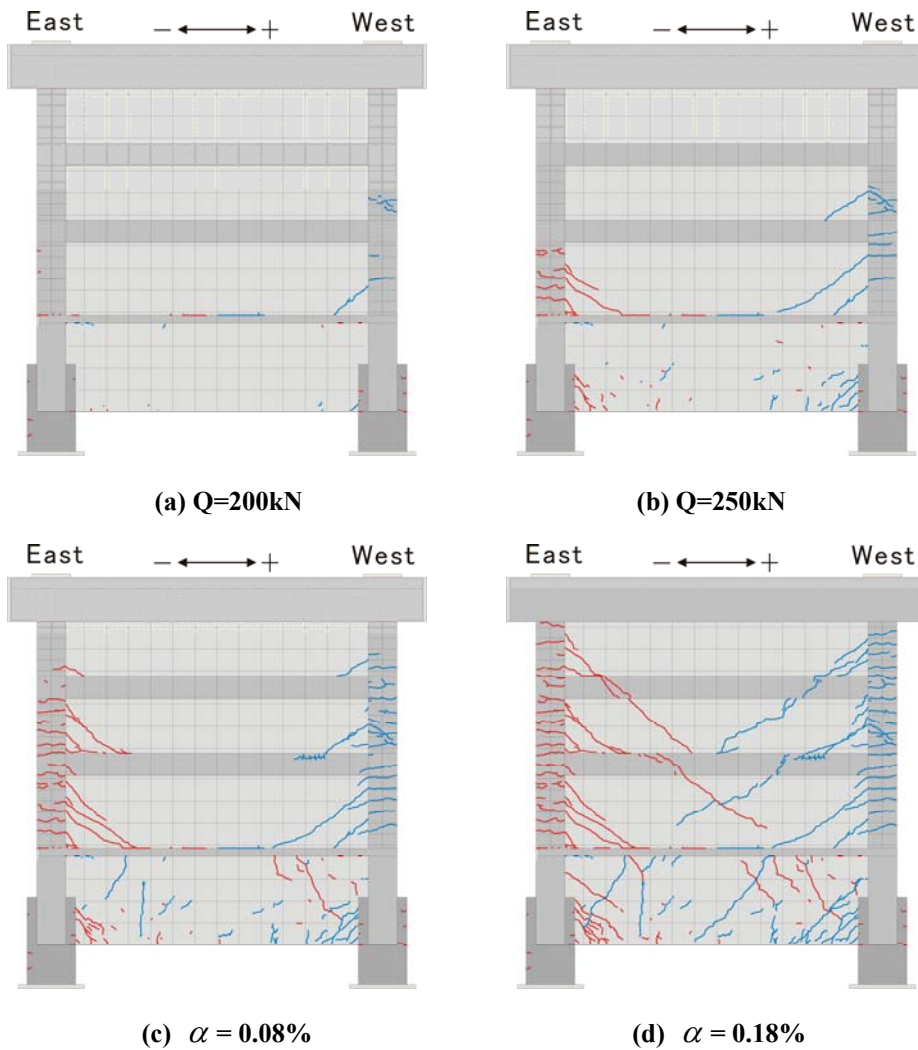 East − ↔ + West
East − ↔ + West
(a) Q=200kN
(b) Q=250kN
East − ↔ + West
East − ↔ + West
(c) α = 0.08%
(d) α = 0.18%